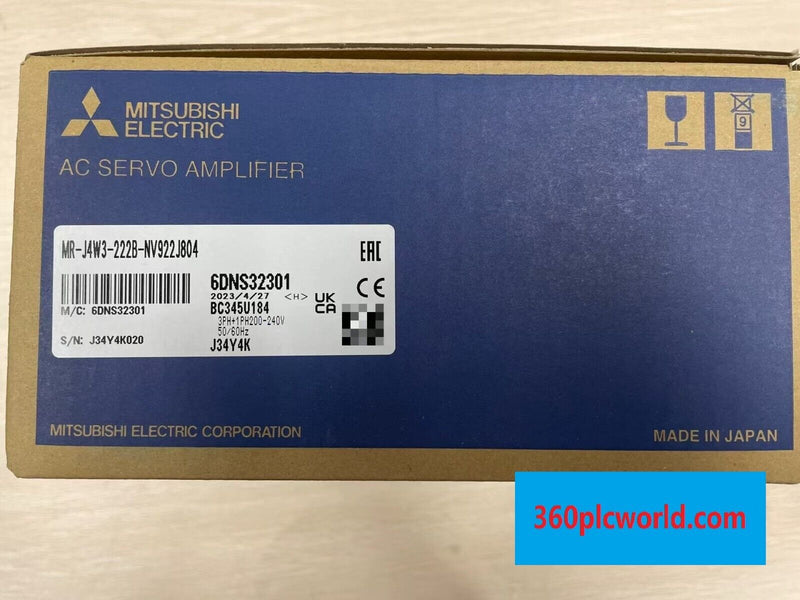 MITSUBISHI
ELECTRIC
9
AC SERVO AMPLIFIER
MR-J4W3-222B-NV922J804
EAC
6DNS32301
2023/4/27 <H>
CE
UK
CA
M/C: 6DNS32301
BC345U184
3PH+1PH200-240V
50/60Hz
S/N: J34Y4K020
J34Y4K
MITSUBISHI ELECTRIC CORPORATION
MADE IN JAPAN
360plcworld.com